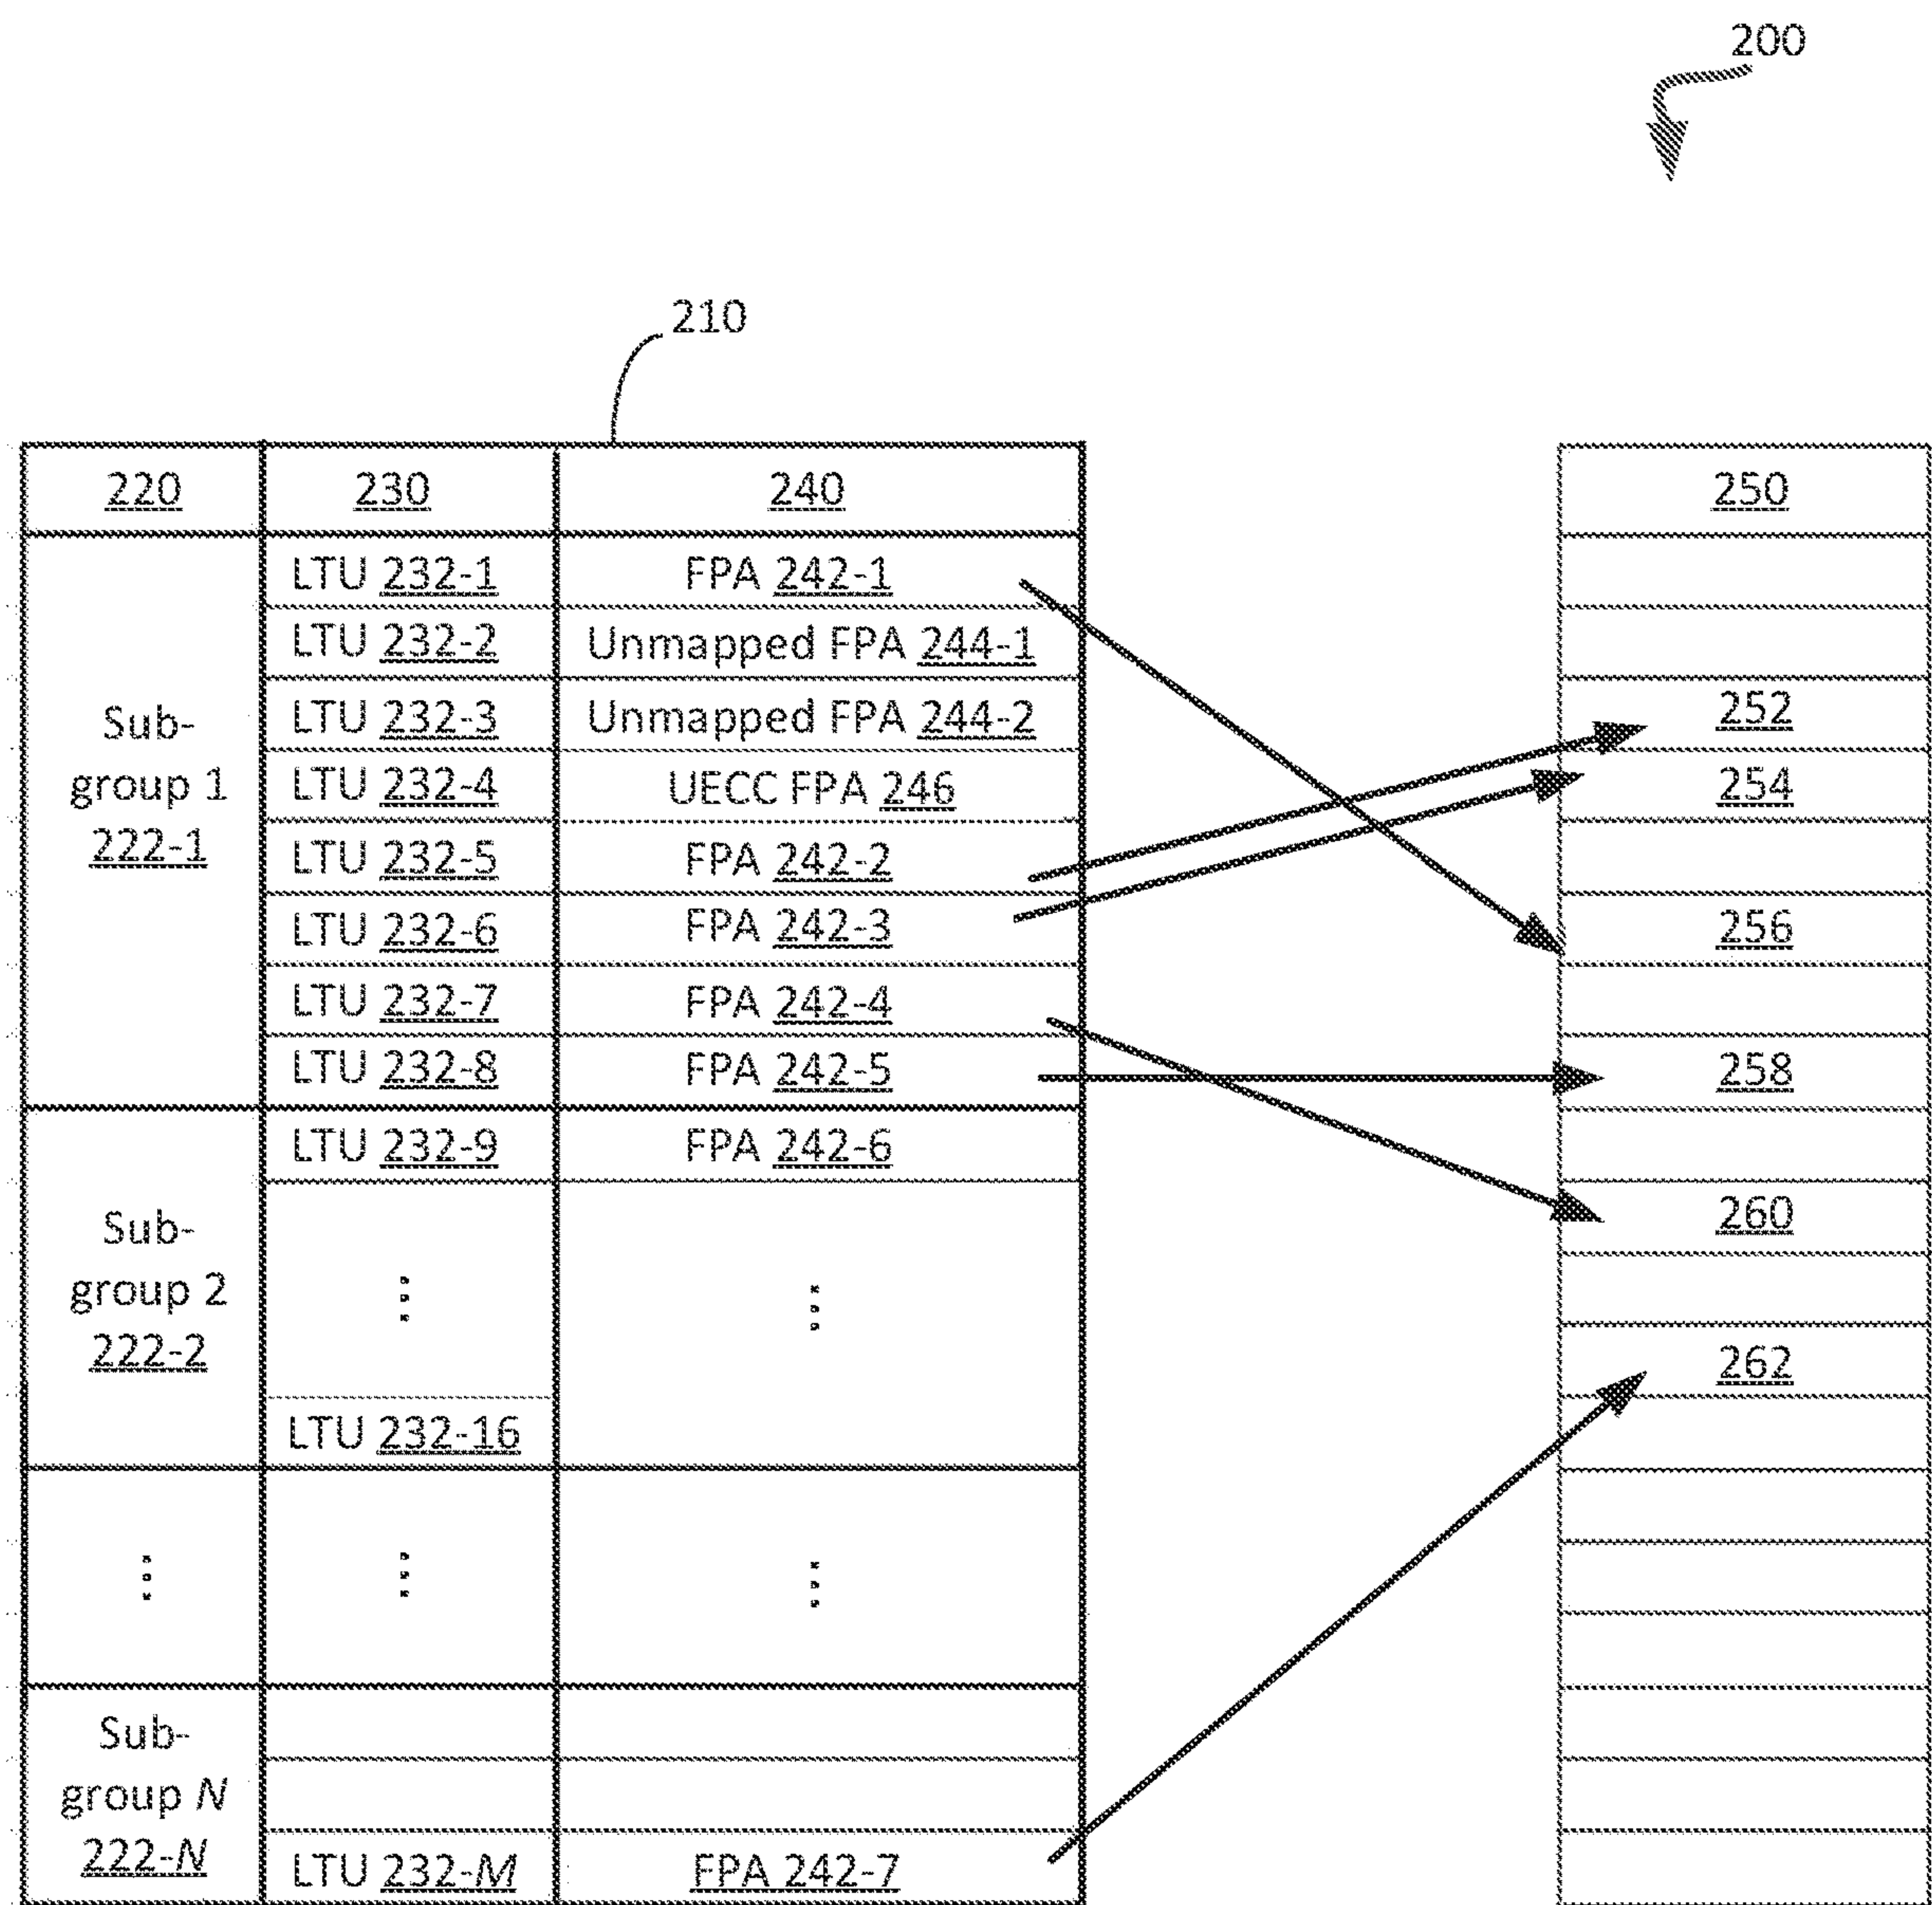 200
210
220 230 240 250
LTU 232-1 FPA 242-1
LTU 232-2 Unmapped FPA 244-1
Sub- LTU 232-3 Unmapped FPA 244-2 252
group 1 LTU 232-4 UECC FPA 246 254
222-1 LTU 232-5 FPA 242-2
LTU 232-6 FPA 242-3 256
LTU 232-7 FPA 242-4
LTU 232-8 FPA 242-5 258
LTU 232-9 FPA 242-6
Sub- 260
group 2
222-2 262
LTU 232-16
Sub-
group N
222-N LTU 232-M FPA 242-7